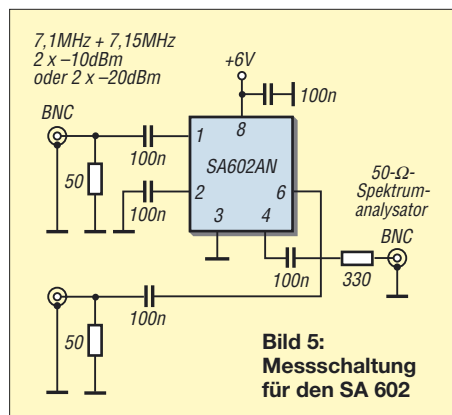 7,1MHz + 7,15MHz
2 x –10dBm
oder 2 x –20dBm
BNC
+6V
100n
8
100n
1
SA602AN
50
2
6
100n
3
4
50-Ω-
Spektrum-
analysator
BNC
100n
330
100n
50
Bild 5:
Messschaltung
für den SA 602